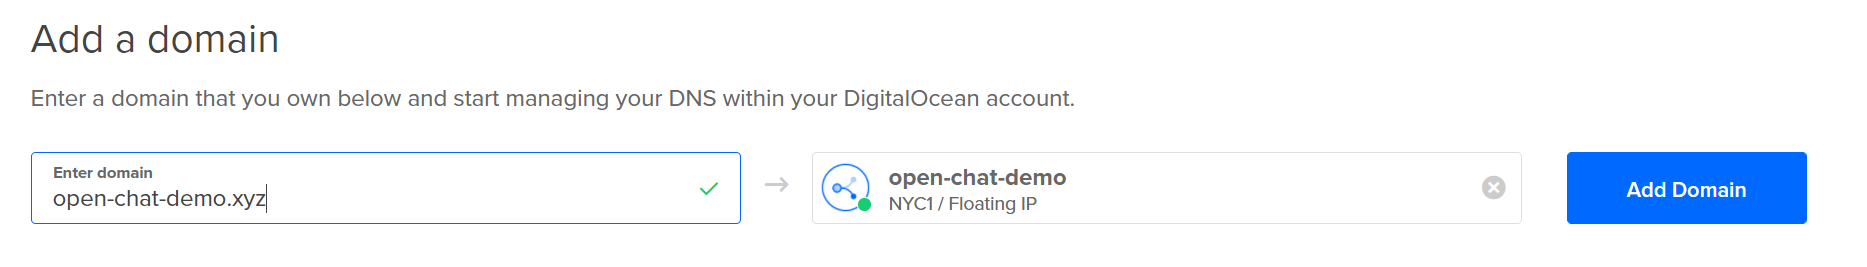 Add a domain
Enter a domain that you own below and start managing your DNS within your DigitalOcean account.
Enter domain
open-chat-demo.xyz
open-chat-demo
NYC1 / Floating IP
Add Domain